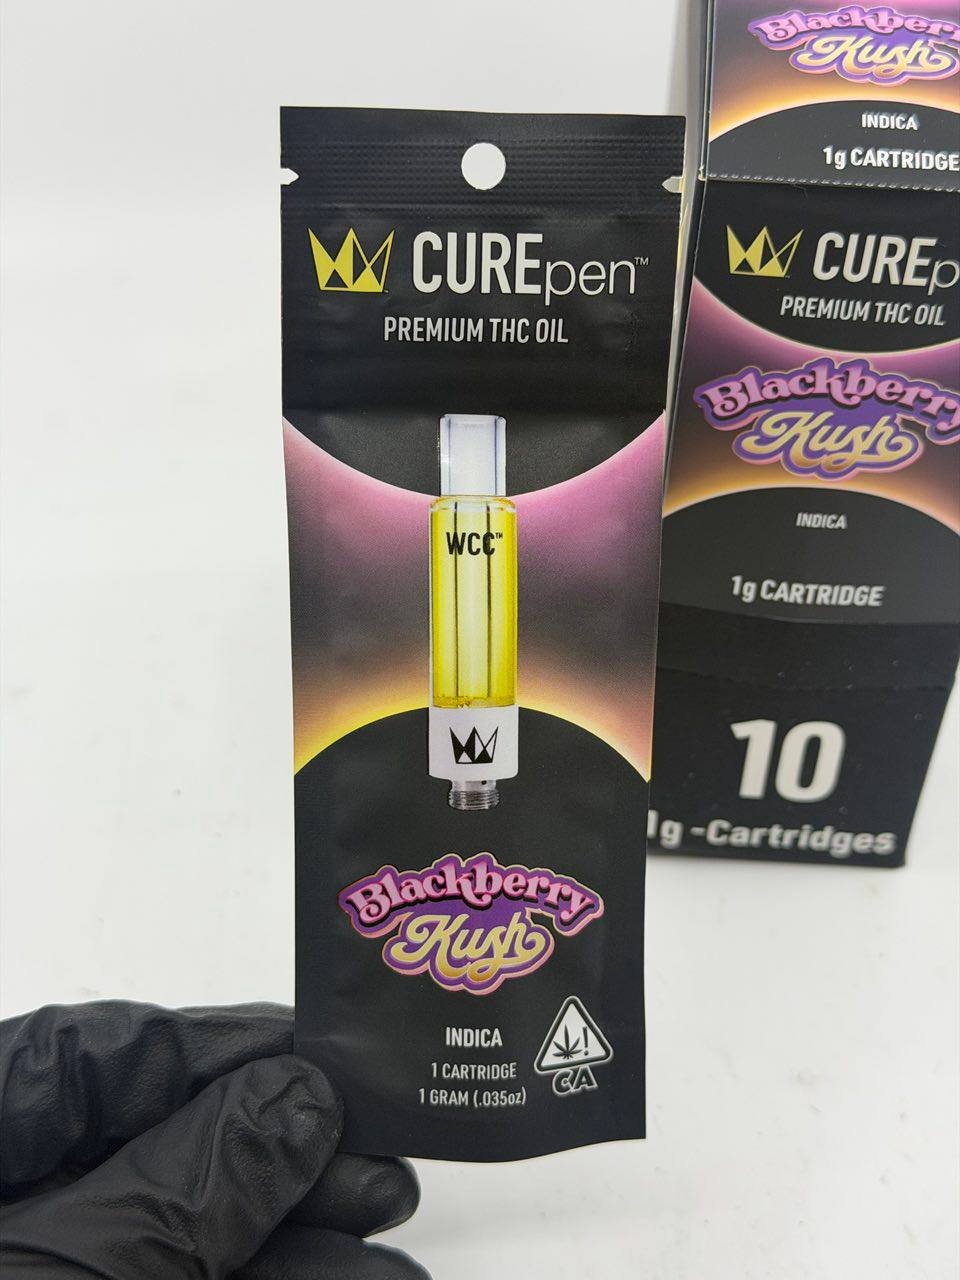 CUREpen™
PREMIUM THC OIL
WCC™
Blackberry
Kush
INDICA
1 CARTRIDGE
1 GRAM (.035oz)
C/A
Blackberry
Kush
INDICA
1g CARTRIDGE
CUREp
PREMIUM THC OIL
Blackberry
Kush
INDICA
1g CARTRIDGE
10
1g -Cartridges